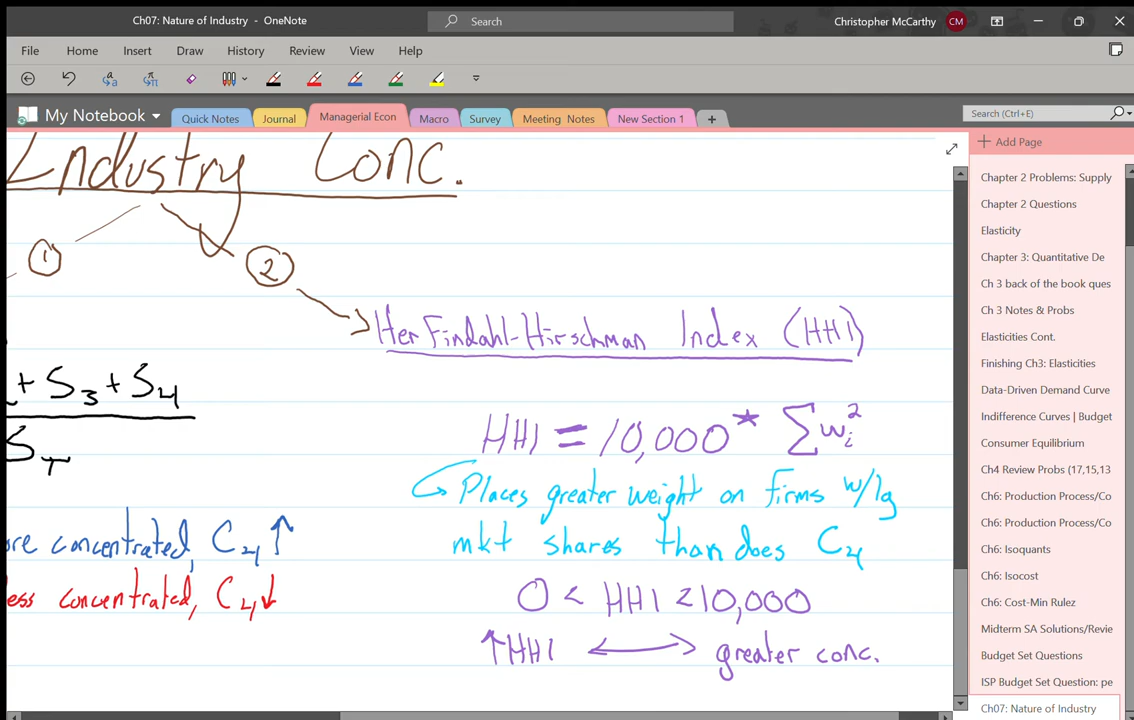 Ch07: Nature of Industry - OneNote
Search
Christopher McCarthy CM
File Home Insert Draw History Review View Help
My Notebook
Quick Notes Journal Managerial Econ Macro Survey Meeting Notes New Section 1 +
Search (Ctrl+E)
Add Page
Chapter 2 Problems: Supply
Chapter 2 Questions
Elasticity
Chapter 3: Quantitative De
Ch 3 back of the book ques
Ch 3 Notes & Probs
Elasticities Cont.
Finishing Ch3: Elasticities
Data-Driven Demand Curve
Indifference Curves | Budget
Consumer Equilibrium
Ch4 Review Probs (17,15,13
Ch6: Production Process/Co
Ch6: Production Process/Co
Ch6: Isoquants
Ch6: Isocost
Ch6: Cost-Min Rulez
Midterm SA Solutions/Revie
Budget Set Questions
ISP Budget Set Question: pe
Ch07: Nature of Industry
Industry Conc.
① ②
HerFindahl-Hirschman Index (HHI)
+ S₃ + S₄
S_T
HHI = 10,000 * Σwᵢ²
Places greater weight on firms w/lg
mkt shares than does C₄
ore concentrated, C₄ ↑
ess concentrated, C₄ ↓
0 < HHI < 10,000
↑HHI ⟷ greater conc.